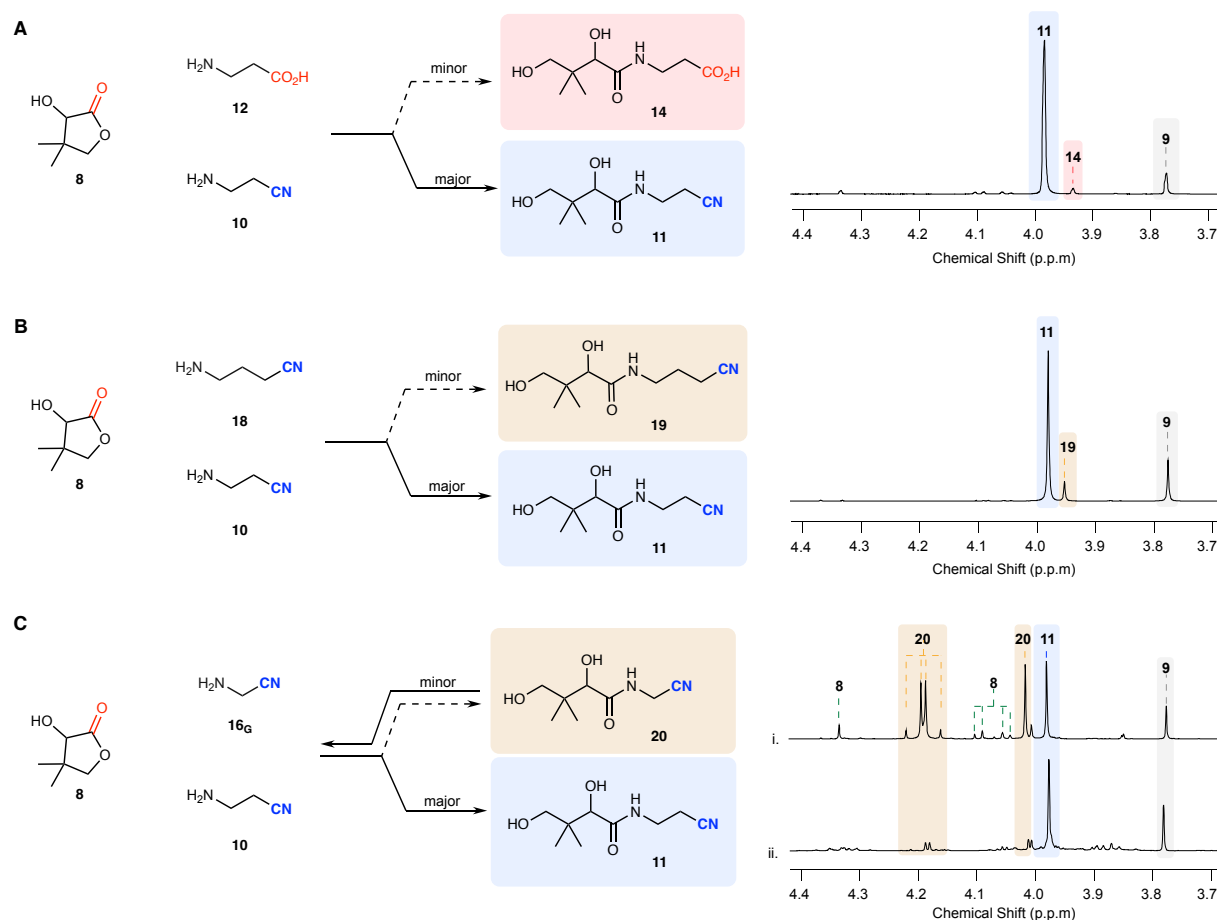 A
H2N
CO2H
12
HO
O
O
8
H2N
CN
10
minor
major
OH
HO
H
N
O
CO2H
14
OH
HO
H
N
O
CN
11
11
14
9
4.4 4.3 4.2 4.1 4.0 3.9 3.8 3.7
Chemical Shift (p.p.m)
B
H2N
CN
18
HO
O
O
8
H2N
CN
10
minor
major
OH
HO
H
N
O
CN
19
OH
HO
H
N
O
CN
11
11
19
9
4.4 4.3 4.2 4.1 4.0 3.9 3.8 3.7
Chemical Shift (p.p.m)
C
H2N
CN
16G
HO
O
O
8
H2N
CN
10
minor
major
OH
HO
H
N
O
CN
20
OH
HO
H
N
O
CN
11
20 20 11
8 8 9
i.
ii.
4.4 4.3 4.2 4.1 4.0 3.9 3.8 3.7
Chemical Shift (p.p.m)